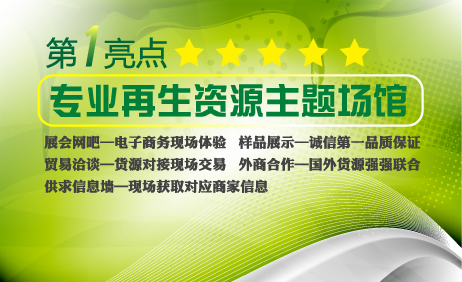 第1亮点
专业再生资源主题场馆
展会网吧—电子商务现场体验 样品展示—诚信第一品质保证
贸易洽谈—货源对接现场交易 外商合作—国外货源强强联合
供求信息墙—现场获取对应商家信息